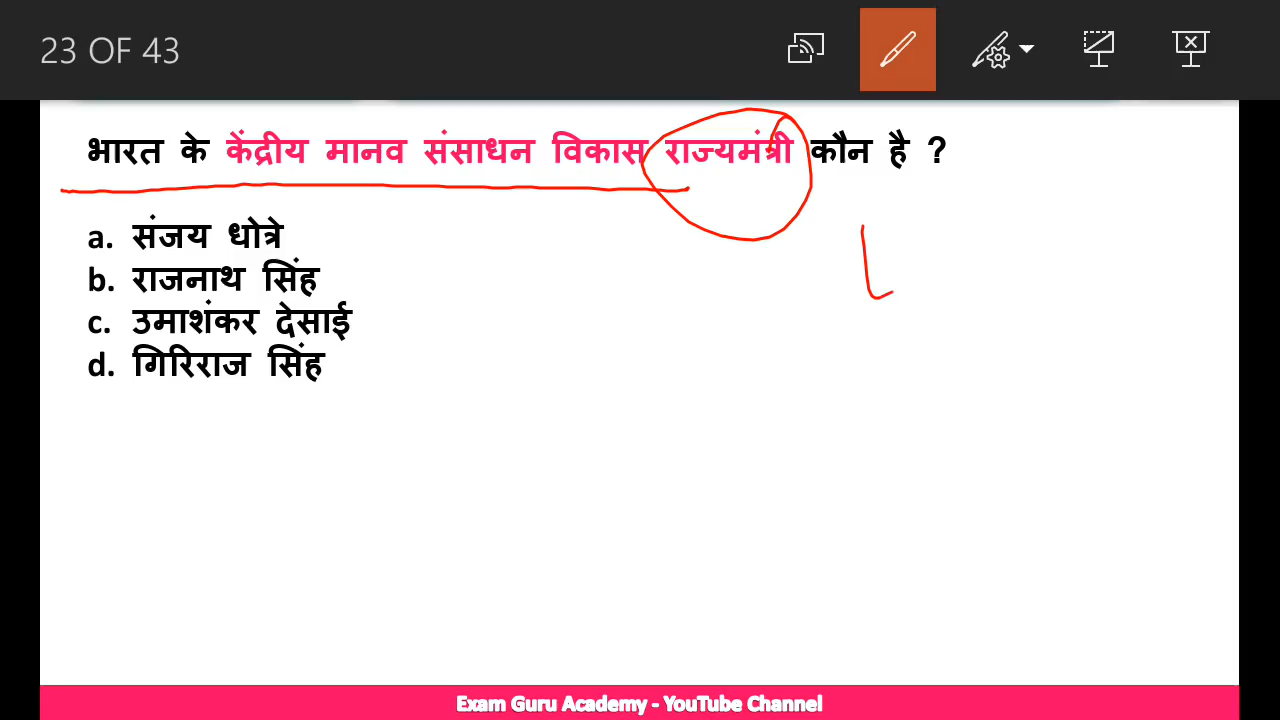 23 OF 43
भारत के केंद्रीय मानव संसाधन विकास राज्यमंत्री कौन है ?
a. संजय धोत्रे
b. राजनाथ सिंह
c. उमाशंकर देसाई
d. गिरिराज सिंह
Exam Guru Academy - YouTube Channel